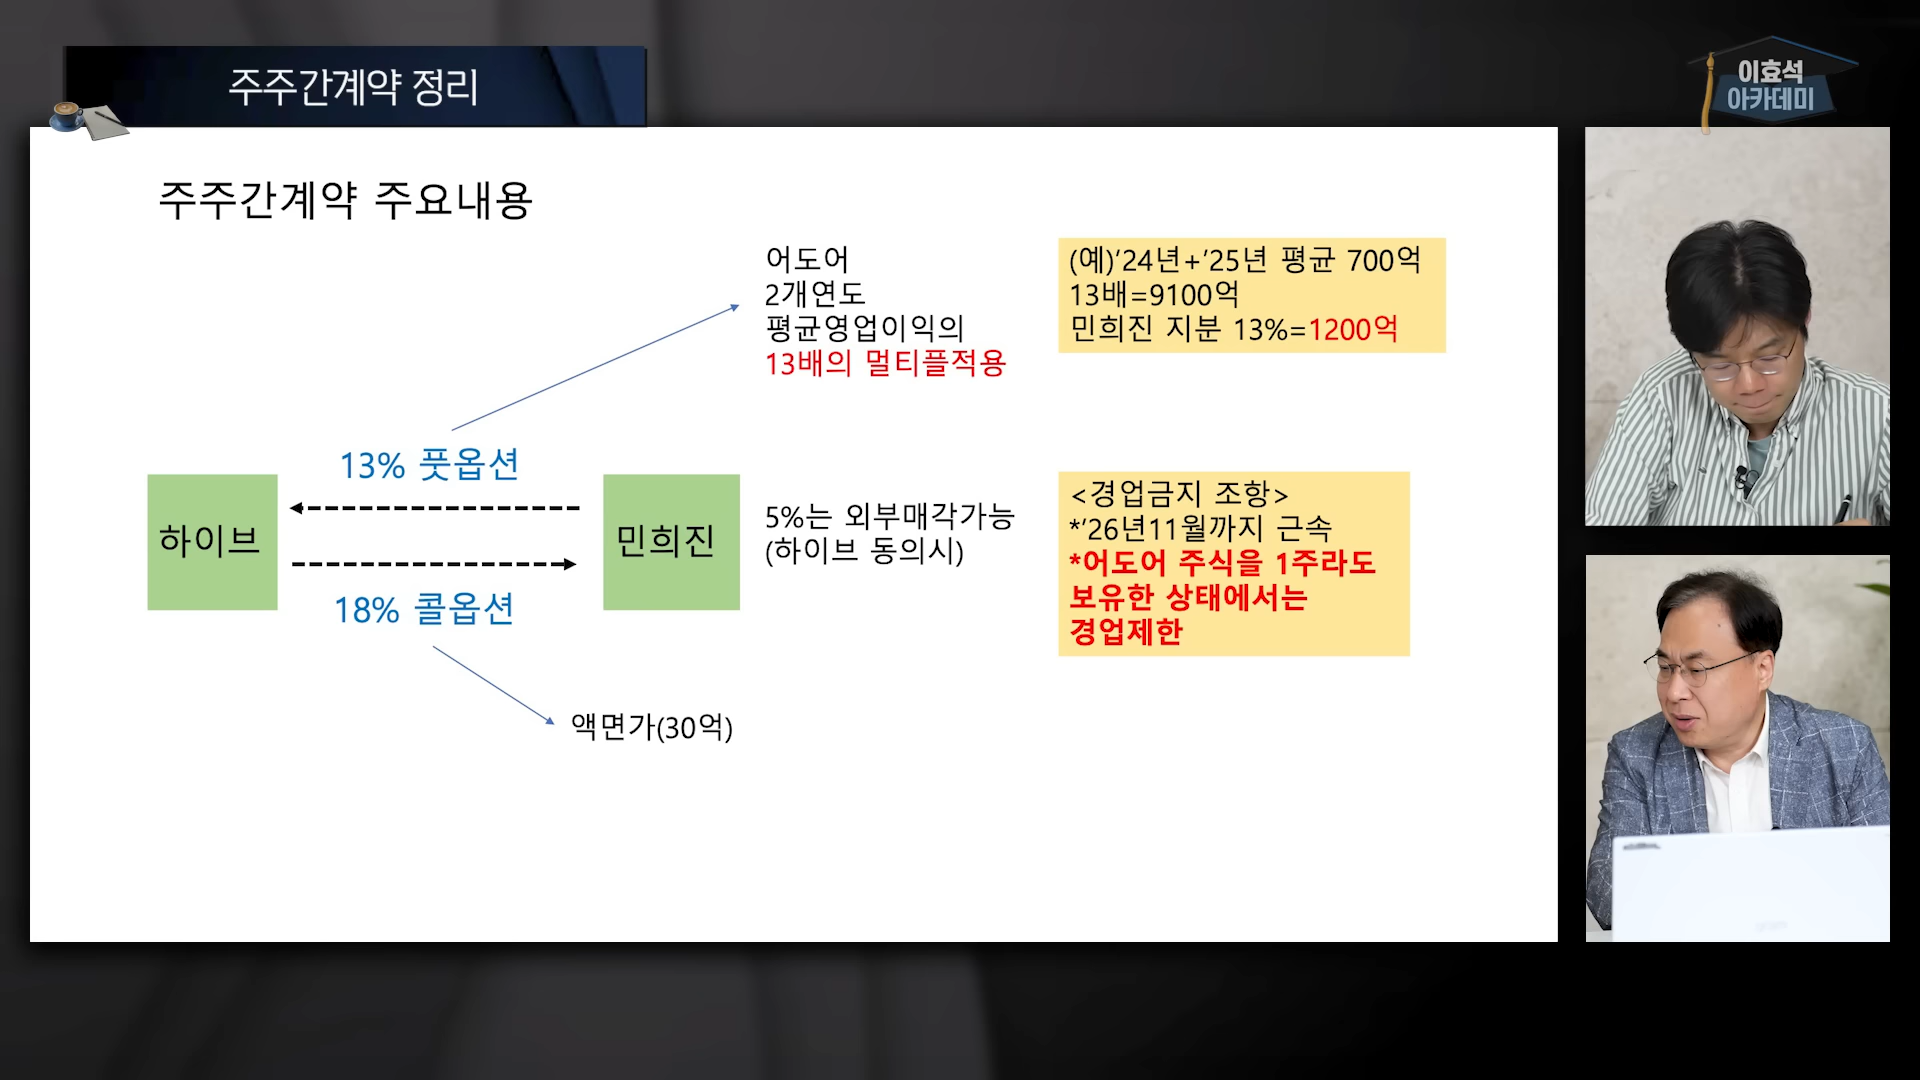 주주간계약 정리
이효석
아카데미
주주간계약 주요내용
어도어
2개연도
평균영업이익의
13배의 멀티플적용
(예)'24년+'25년 평균 700억
13배=9100억
민희진 지분 13%=1200억
13% 풋옵션
하이브
민희진
18% 콜옵션
5%는 외부매각가능
(하이브 동의시)
<경업금지 조항>
*'26년11월까지 근속
*어도어 주식을 1주라도
보유한 상태에서는
경업제한
액면가(30억)